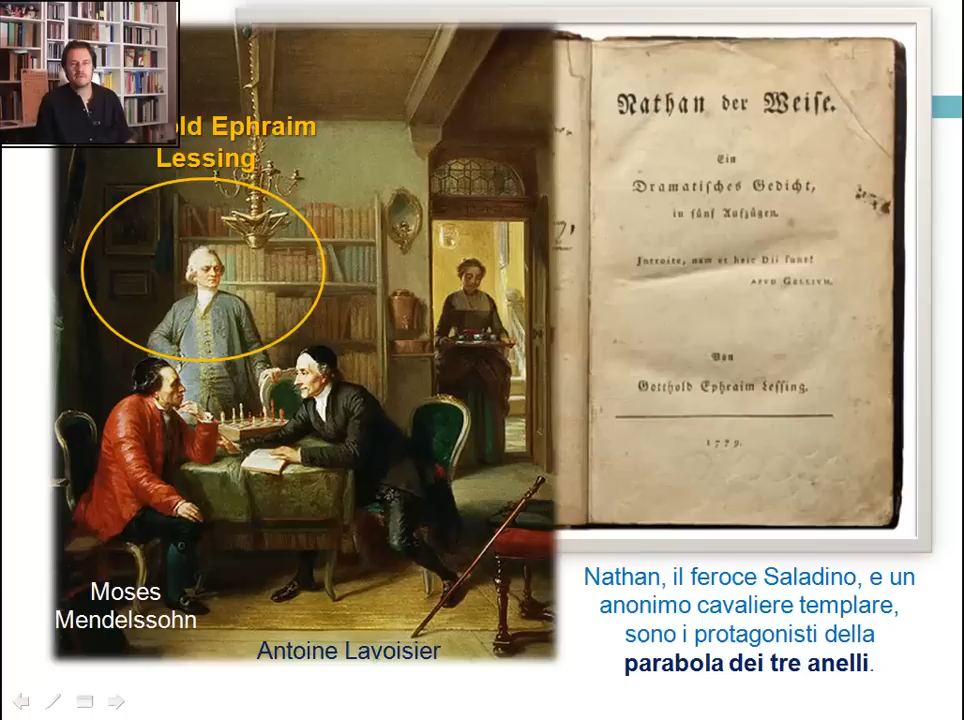 old Ephraim
Lessing
Moses
Mendelssohn
Antoine Lavoisier
Nathan der Weise.
Ein
Dramatisches Gedicht,
in fünf Aufzügen.
Introite, nam et heic Dii sunt!
APVD GELLIVM.
Von
Gotthold Ephraim Lessing.
1779.
Nathan, il feroce Saladino, e un
anonimo cavaliere templare,
sono i protagonisti della
parabola dei tre anelli.